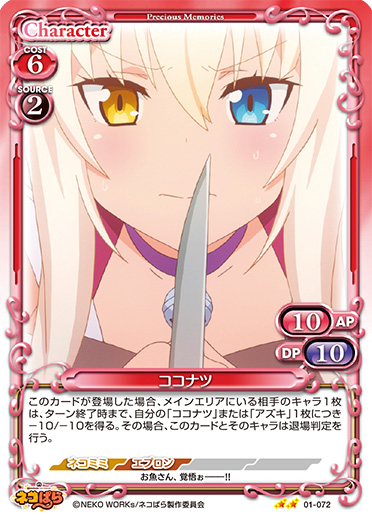 Precious Memories
Character
COST
6
SOURCE
2
10 AP
DP 10
ココナツ
このカードが登場した場合、メインエリアにいる相手のキャラ1枚
は、ターン終了時まで、自分の「ココナツ」または「アズキ」1枚につき
-10/-10を得る。その場合、このカードとそのキャラは退場判定を
行う。
ネコミミ エプロン
お魚さん、覚悟ぉ――!!
ネコぱら
©NEKO WORKs/ネコぱら製作委員会
01-072